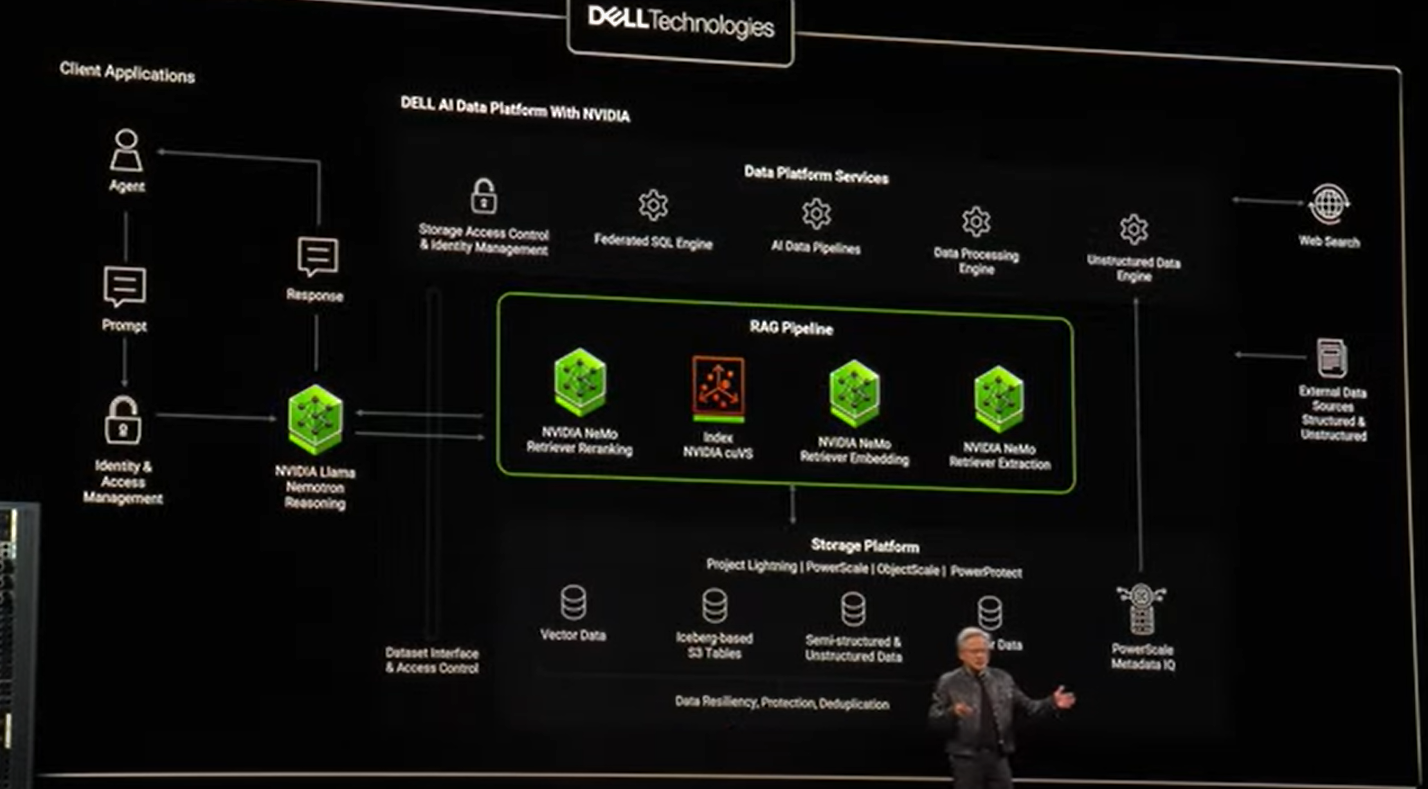 DELLTechnologies
Client Applications
DELL AI Data Platform With NVIDIA
Agent
Prompt
Identity &
Access
Management
Response
NVIDIA Llama
Nemotron
Reasoning
Data Platform Services
Storage Access Control
& Identity Management
Federated SQL Engine
AI Data Pipelines
Data Processing
Engine
Unstructured Data
Engine
RAG Pipeline
NVIDIA NeMo
Retriever Reranking
Index
NVIDIA cuVS
NVIDIA NeMo
Retriever Embedding
NVIDIA NeMo
Retriever Extraction
Storage Platform
Project Lightning | PowerScale | ObjectScale | PowerProtect
Vector Data
Iceberg-based
S3 Tables
Semi-structured &
Unstructured Data
Data
Data Resiliency, Protection, Deduplication
Dataset Interface
& Access Control
PowerScale
Metadata IQ
Web Search
External Data
Sources
Structured &
Unstructured